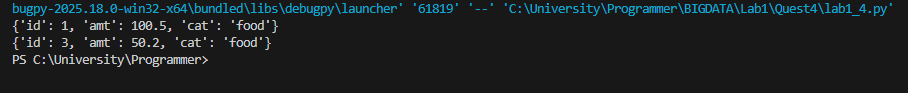 bugpy-2025.18.0-win32-x64\bundled\libs\debugpy\launcher' '61819' '--' 'C:\University\Programmer\BIGDATA\Lab1\Quest4\lab1_4.py'
{'id': 1, 'amt': 100.5, 'cat': 'food'}
{'id': 3, 'amt': 50.2, 'cat': 'food'}
PS C:\University\Programmer>